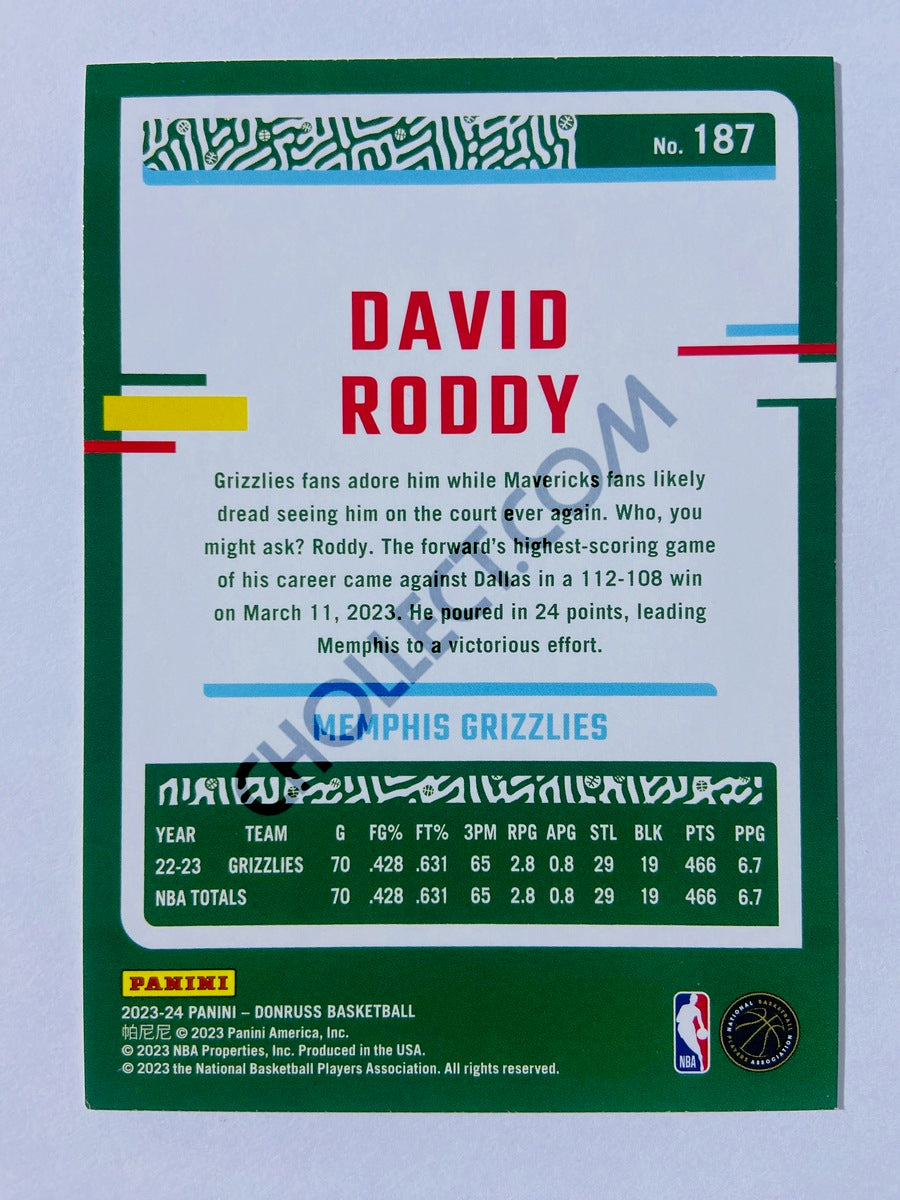 No. 187
DAVID
RODDY
Grizzlies fans adore him while Mavericks fans likely
dread seeing him on the court ever again. Who, you
might ask? Roddy. The forward's highest-scoring game
of his career came against Dallas in a 112-108 win
on March 11, 2023. He poured in 24 points, leading
Memphis to a victorious effort.
CHOLLECT.COM
MEMPHIS GRIZZLIES
YEAR TEAM G FG% FT% 3PM RPG APG STL BLK PTS PPG
22-23 GRIZZLIES 70 .428 .631 65 2.8 0.8 29 19 466 6.7
NBA TOTALS 70 .428 .631 65 2.8 0.8 29 19 466 6.7
PANINI
2023-24 PANINI – DONRUSS BASKETBALL
帕尼尼 © 2023 Panini America, Inc.
© 2023 NBA Properties, Inc. Produced in the USA.
© 2023 the National Basketball Players Association. All rights reserved.
NBA
NATIONAL BASKETBALL
PLAYERS ASSOCIATION